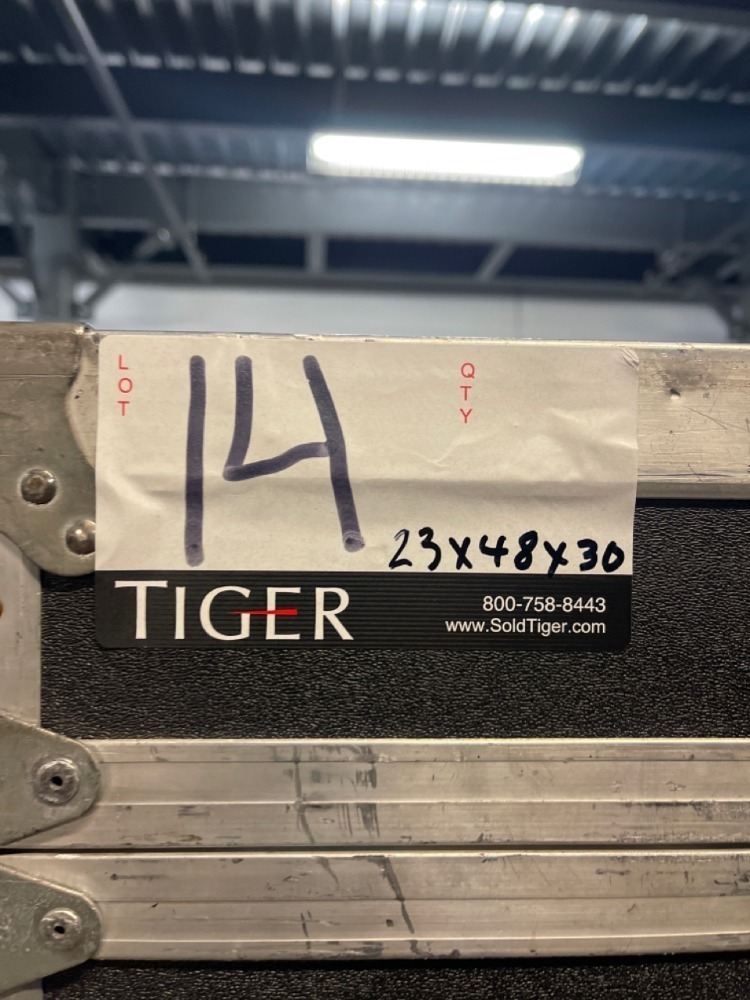 LOT 14 QTY
23x48x30
TIGER
800-758-8443
www.SoldTiger.com